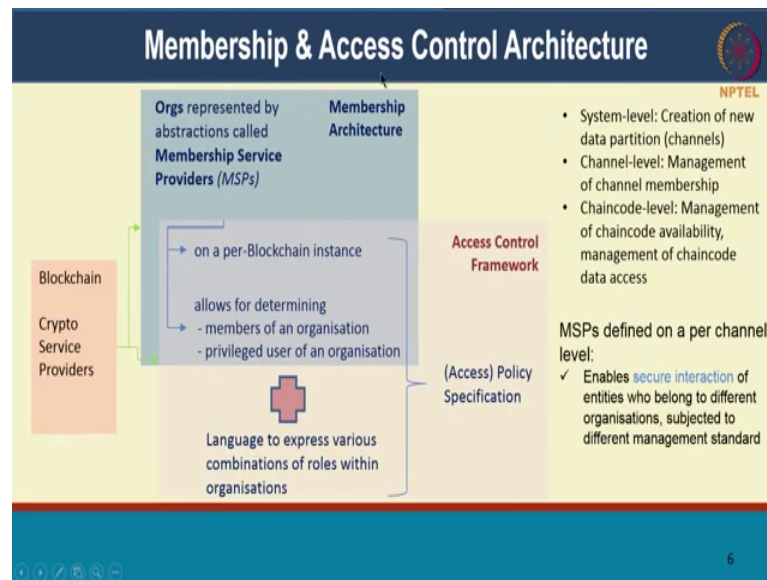 Membership & Access Control Architecture
NPTEL
Orgs represented by
abstractions called
Membership Service
Providers (MSPs)
Membership
Architecture
on a per-Blockchain instance
allows for determining
- members of an organisation
- privileged user of an organisation
Access Control
Framework
Blockchain
Crypto
Service
Providers
(Access) Policy
Specification
Language to express various
combinations of roles within
organisations
• System-level: Creation of new
data partition (channels)
• Channel-level: Management
of channel membership
• Chaincode-level: Management
of chaincode availability,
management of chaincode
data access
MSPs defined on a per channel
level:
✓ Enables secure interaction of
entities who belong to different
organisations, subjected to
different management standard
6